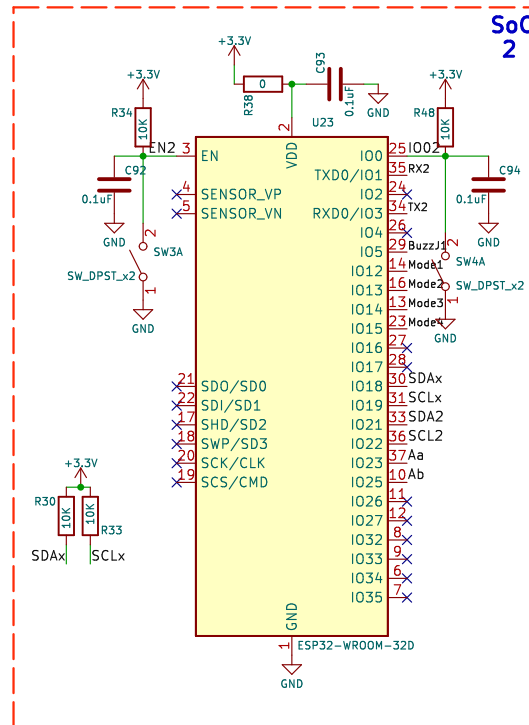 SoC
2
+3.3V
C93
0.1uF
R38
0
GND
+3.3V
R34
10K
+3.3V
R48
10K
U23
2
VDD
EN2 3 EN
25 IO0 IO02
C92
0.1uF
GND
C94
0.1uF
GND
TXD0/IO1 35 RX2
4 SENSOR_VP
IO2 24
5 SENSOR_VN
RXD0/IO3 34 TX2
IO4 26
IO5 29 BuzzJ1
IO12 14 Mode1
IO13 16 Mode2
IO14 13 Mode3
IO15 23 Mode4
2
SW3A
SW_DPST_x2
1
GND
2
SW4A
SW_DPST_x2
1
GND
IO16 27
IO17 28
21 SDO/SD0
IO18 30 SDAx
22 SDI/SD1
IO19 31 SCLx
17 SHD/SD2
IO21 33 SDA2
18 SWP/SD3
IO22 36 SCL2
20 SCK/CLK
IO23 37 Aa
19 SCS/CMD
IO25 10 Ab
IO26 11
IO27 12
IO32 8
IO33 9
IO34 6
IO35 7
+3.3V
R30
10K
10K
R33
SDAx
SCLx
GND
1
ESP32-WROOM-32D
GND